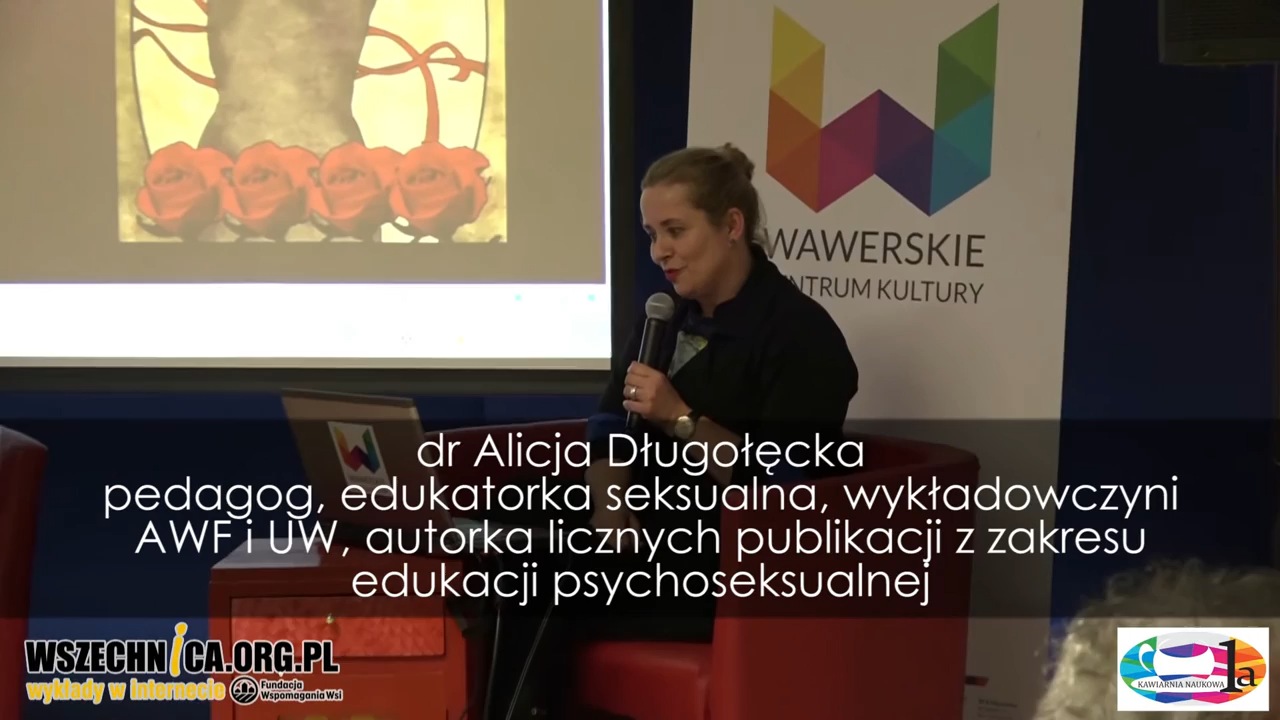 WAWERSKIE
NTRUM KULTURY
dr Alicja Długołęcka
pedagog, edukatorka seksualna, wykładowczyni
AWF i UW, autorka licznych publikacji z zakresu
edukacji psychoseksualnej
WSZECHNICA.ORG.PL
wykłady w internecie
Fundacja
Wspomagania Wsi
KAWIARNIA NAUKOWA 1a